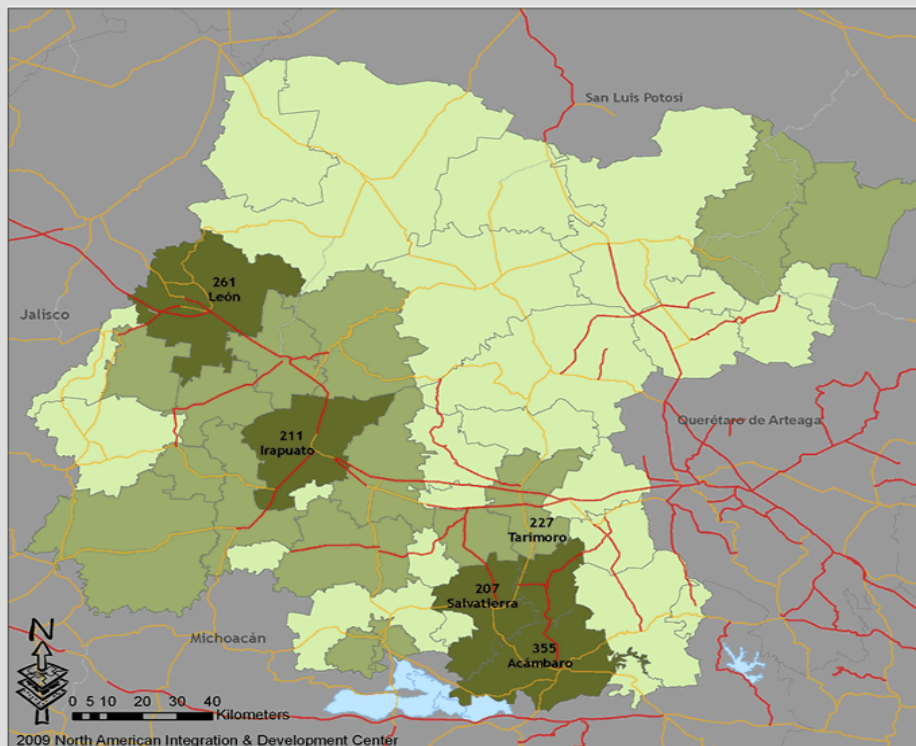 San Luis Potosí
261
León
Jalisco
Querétaro de Arteaga
211
Irapuato
227
Tarimoro
207
Salvatierra
Michoacán
355
Acámbaro
N
0 5 10 20 30 40
Kilometers
2009 North American Integration & Development Center